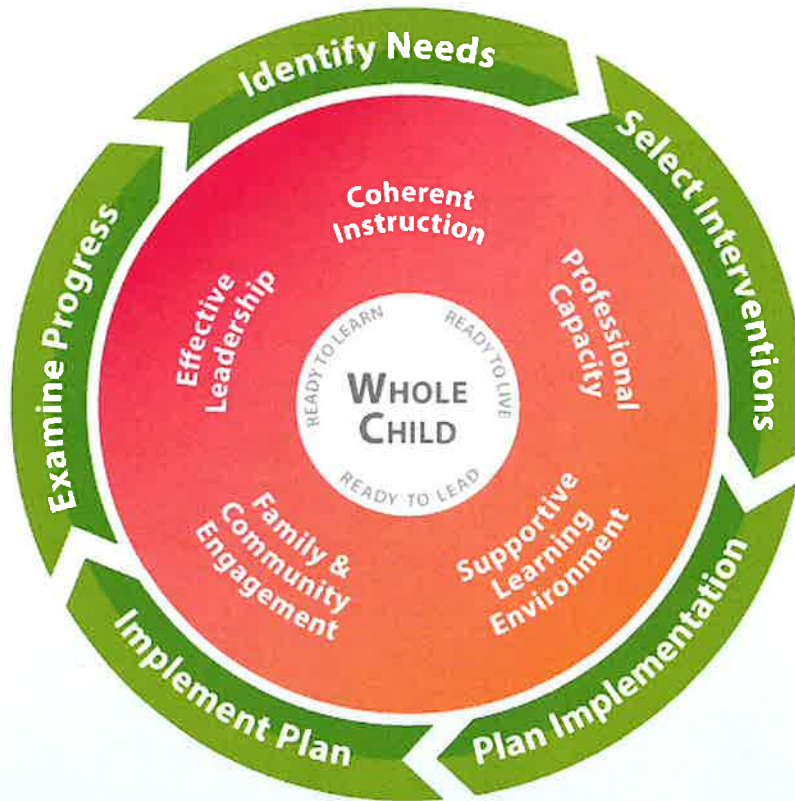 Identify Needs
Select Interventions
Plan Implementation
Implement Plan
Examine Progress
Coherent
Instruction
Professional
Capacity
Supportive
Learning
Environment
Family &
Community
Engagement
Effective
Leadership
READY TO LEARN
READY TO LIVE
READY TO LEAD
WHOLE
CHILD